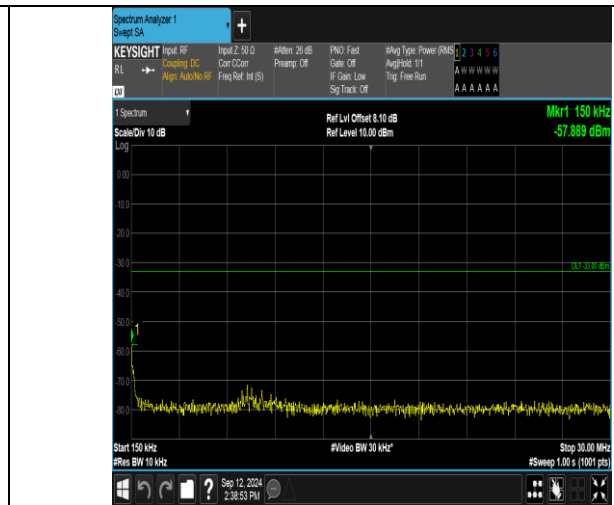 Spectrum Analyzer 1
Swept SA
+
KEYSIGHT Input: RF Input Z: 50 Ω #Atten: 26 dB PNO: Fast #Avg Type: Power (RMS 1 2 3 4 5 6
RL Coupling: DC Corr CCorr Preamp: Off Gate: Off Avg|Hold: 1/1 A W W W W W
Align: Auto/No RF Freq Ref: Int (S) IF Gain: Low Trig: Free Run
Sig Track: Off A A A A A A
LXI
1 Spectrum Ref Lvl Offset 8.10 dB Mkr1 150 kHz
Scale/Div 10 dB Ref Level 10.00 dBm -57.889 dBm
Log
0.00
-10.0
-20.0
-30.0
DL1 -33.00 dBm
-40.0
-50.0
1
-60.0
-70.0
-80.0
Start 150 kHz #Video BW 30 kHz* Stop 30.00 MHz
#Res BW 10 kHz #Sweep 1.00 s (1001 pts)
? Sep 12, 2024
2:38:53 PM